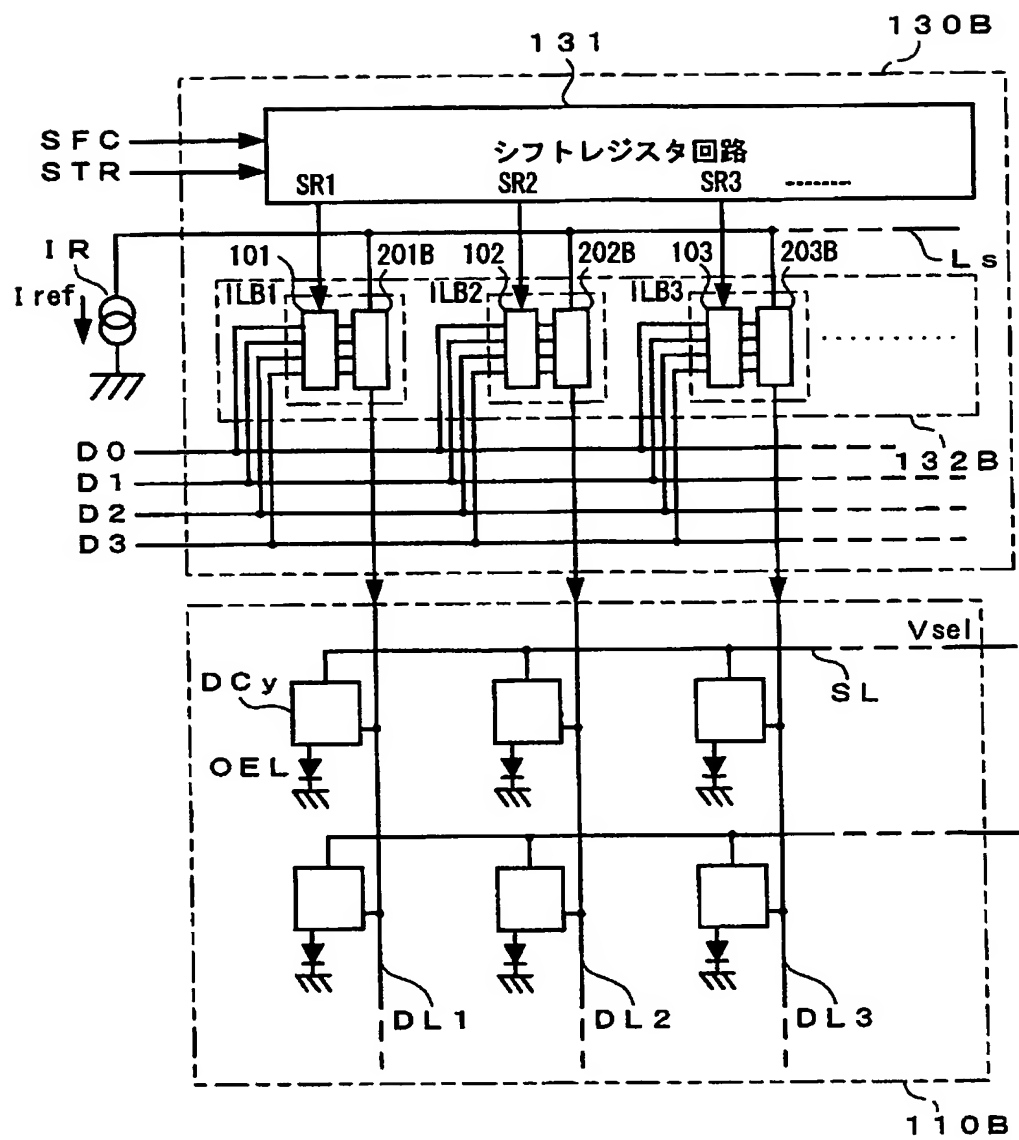 130B
131
SFC
STR
シフトレジスタ回路
SR1 SR2 SR3 ........
IR
Iref
Ls
101 201B 102 202B 103 203B
ILB1 ILB2 ILB3
..........
132B
D0
D1
D2
D3
Vsel
SL
DCy
OEL
DL1 DL2 DL3
110B